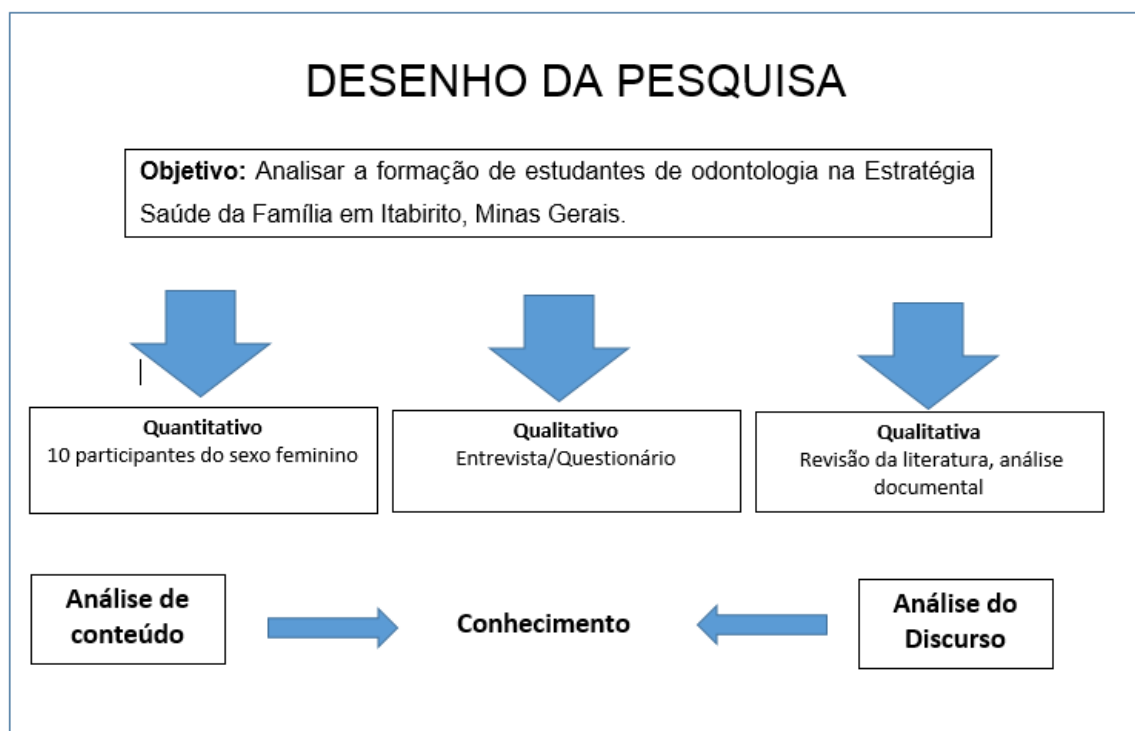 DESENHO DA PESQUISA
Objetivo: Analisar a formação de estudantes de odontologia na Estratégia
Saúde da Família em Itabirito, Minas Gerais.
Quantitativo
10 participantes do sexo feminino
Qualitativo
Entrevista/Questionário
Qualitativa
Revisão da literatura, análise
documental
Análise de
conteúdo
Conhecimento
Análise do
Discurso